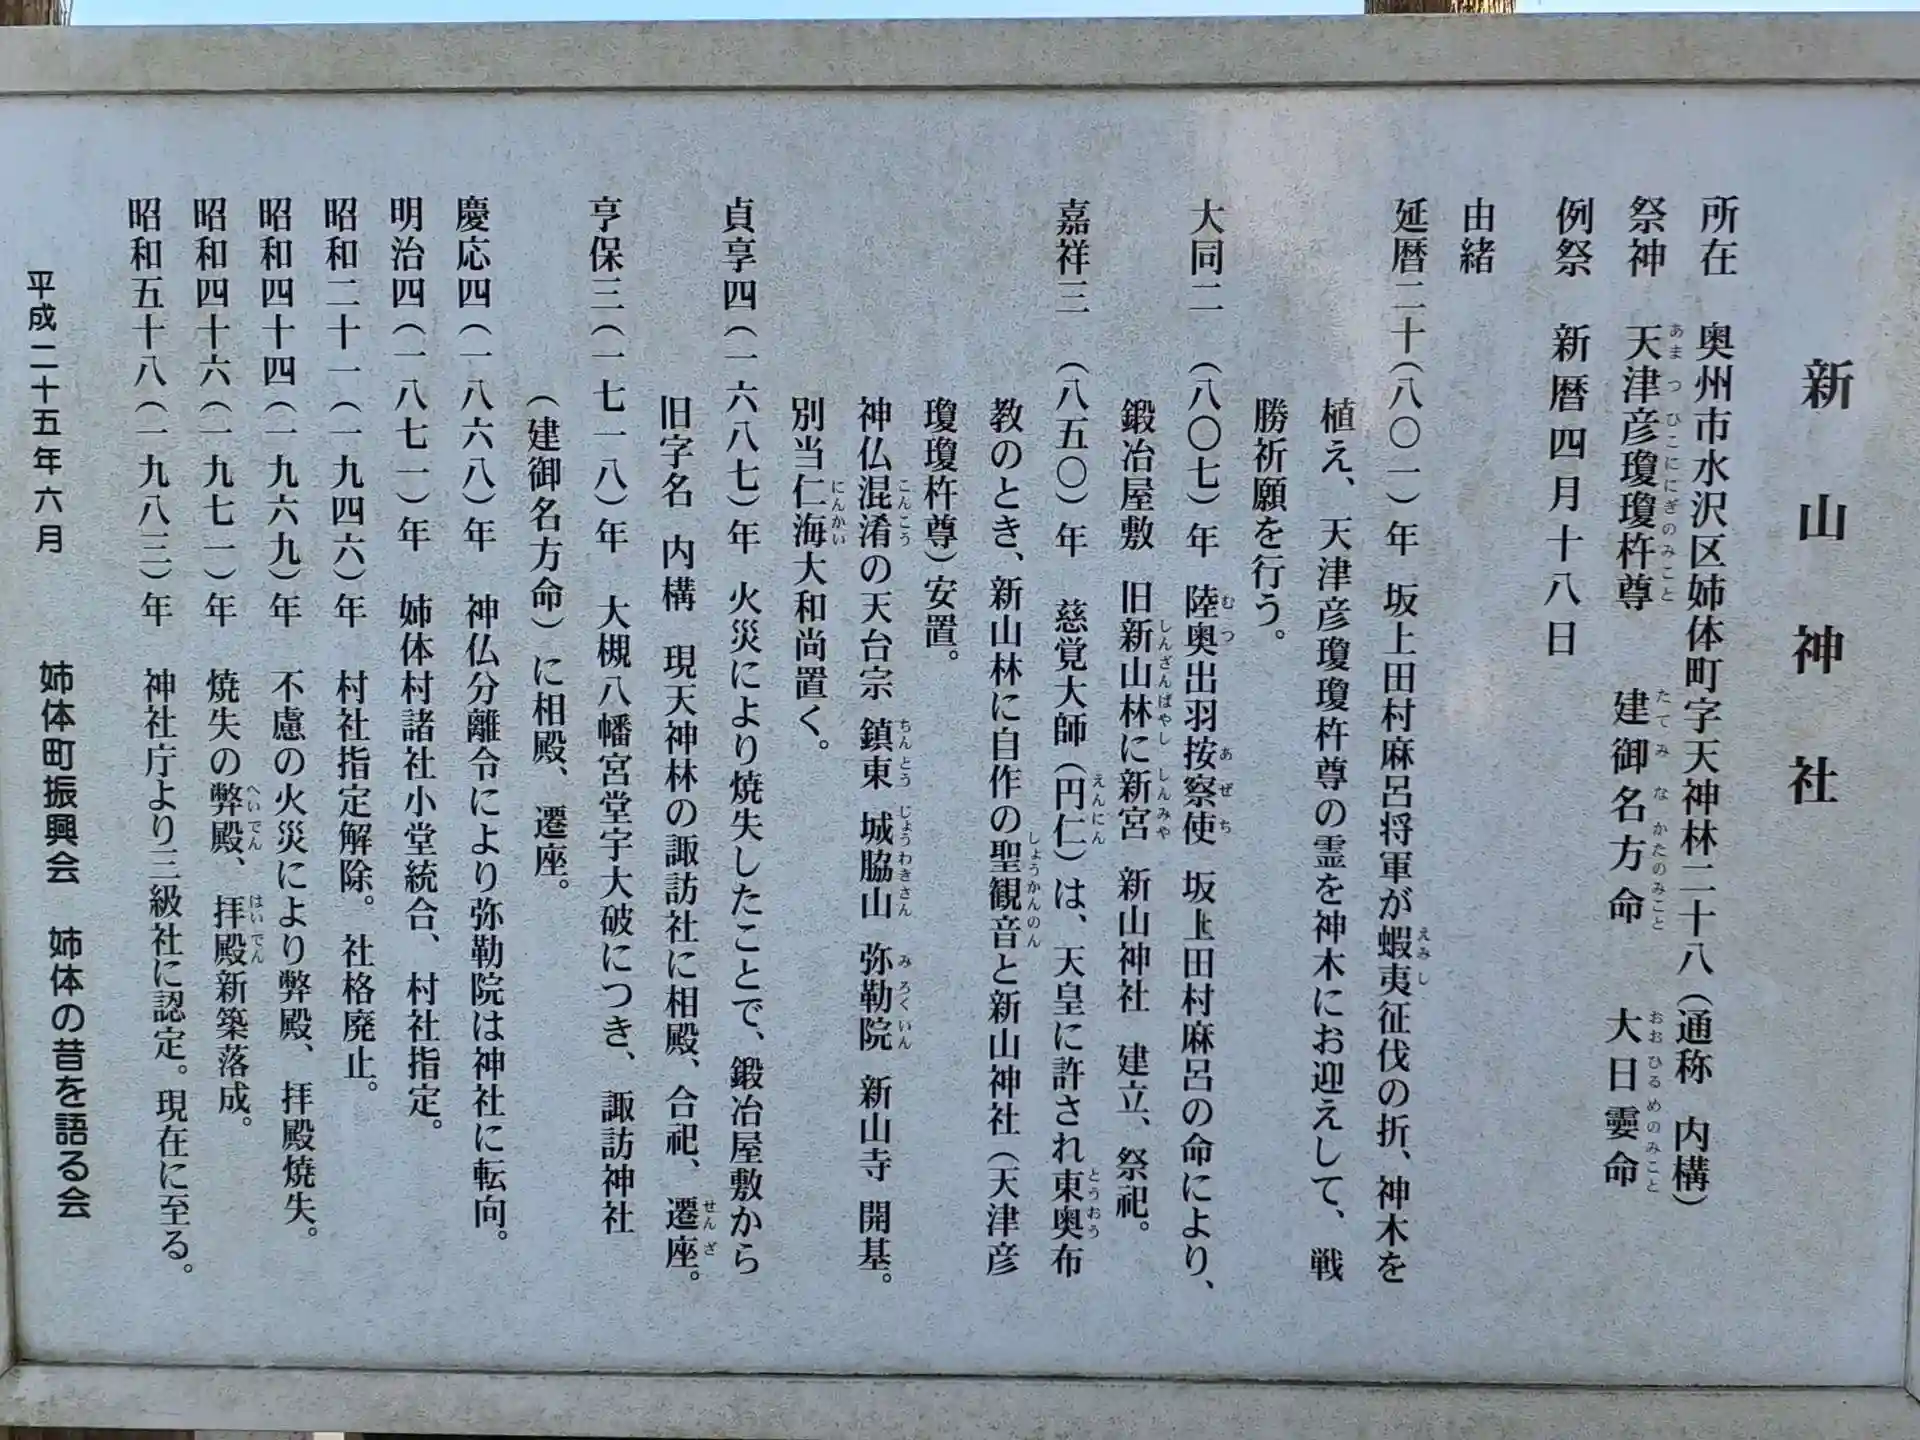 新山神社
所在　奥州市水沢区姉体町字天神林二十八（通称　内構）
祭神　天津彦瓊瓊杵尊　建御名方命　大日孁命
例祭　新暦四月十八日
由緒
延暦二十（八〇一）年　坂上田村麻呂将軍が蝦夷征伐の折、神木を
植え、天津彦瓊瓊杵尊の霊を神木にお迎えして、戦
勝祈願を行う。
大同二　（八〇七）年　陸奥出羽按察使　坂上田村麻呂の命により、
鍛冶屋敷　旧新山林に新宮　新山神社　建立、祭祀。
嘉祥三　（八五〇）年　慈覚大師（円仁）は、天皇に許され東奥布
教のとき、新山林に自作の聖観音と新山神社（天津彦
瓊瓊杵尊）安置。
神仏混淆の天台宗　鎮東　城脇山　弥勒院　新山寺　開基。
別当仁海大和尚置く。
貞享四（一六八七）年　火災により焼失したことで、鍛冶屋敷から
旧字名　内構　現天神林の諏訪社に相殿、合祀、遷座。
亨保三（一七一八）年　大槻八幡宮堂宇大破につき、諏訪神社
（建御名方命）に相殿、遷座。
慶応四（一八六八）年　神仏分離令により弥勒院は神社に転向。
明治四（一八七一）年　姉体村諸社小堂統合、村社指定。
昭和二十一（一九四六）年　村社指定解除。社格廃止。
昭和四十四（一九六九）年　不慮の火災により弊殿、拝殿焼失。
昭和四十六（一九七一）年　焼失の弊殿、拝殿新築落成。
昭和五十八（一九八三）年　神社庁より三級社に認定。現在に至る。
平成二十五年六月　姉体町振興会　姉体の昔を語る会